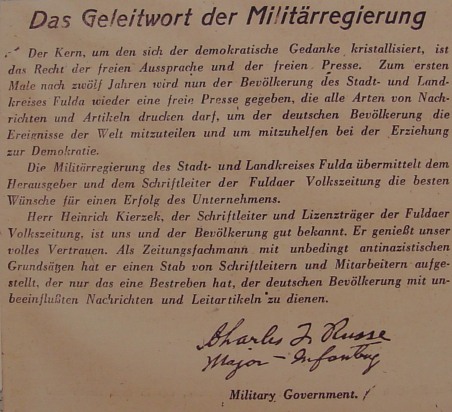 Das Geleitwort der Militärregierung
Der Kern, um den sich der demokratische Gedanke kristallisiert, ist
das Recht der freien Aussprache und der freien Presse. Zum ersten
Male nach zwölf Jahren wird nun der Bevölkerung des Stadt- und Land-
kreises Fulda wieder eine freie Presse gegeben, die alle Arten von Nach-
richten und Artikeln drucken darf, um der deutschen Bevölkerung die
Ereignisse der Welt mitzuteilen und um mitzuhelfen bei der Erziehung
zur Demokratie.
Die Militärregierung des Stadt- und Landkreises Fulda übermittelt dem
Herausgeber und dem Schriftleiter der Fuldaer Volkszeitung die besten
Wünsche für einen Erfolg des Unternehmens.
Herr Heinrich Kierzek, der Schriftleiter und Lizenzträger der Fuldaer
Volkszeitung, ist uns und der Bevölkerung gut bekannt. Er genießt unser
volles Vertrauen. Als Zeitungsfachmann mit unbedingt antinazistischen
Grundsätzen hat er einen Stab von Schriftleitern und Mitarbeitern aufge-
stellt, der nur das eine Bestreben hat, der deutschen Bevölkerung mit un-
beeinflußten Nachrichten und Leitartikeln zu dienen.
Charles Russe
Major - Infantry
Military Government.